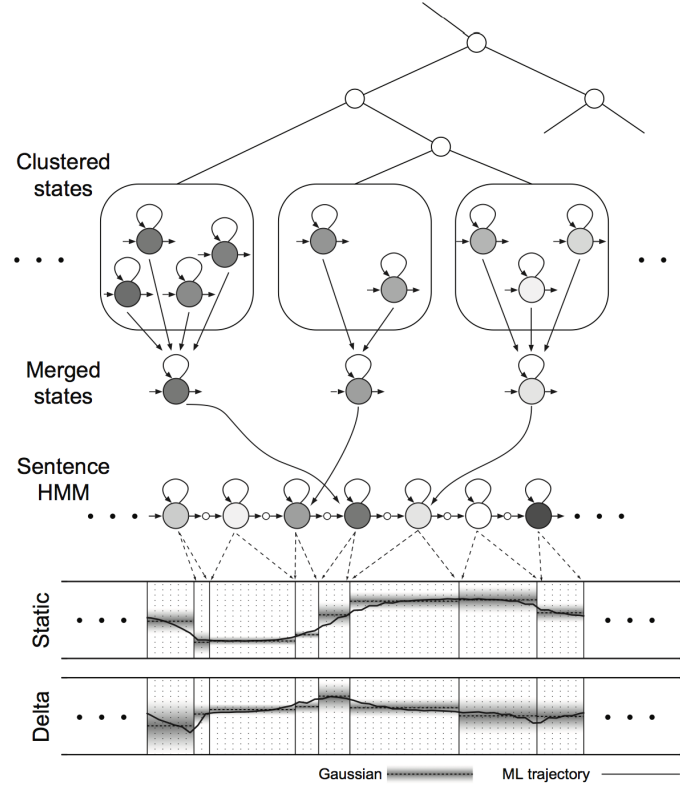 Clustered
states
Merged
states
Sentence
HMM
Static
Delta
Gaussian ML trajectory